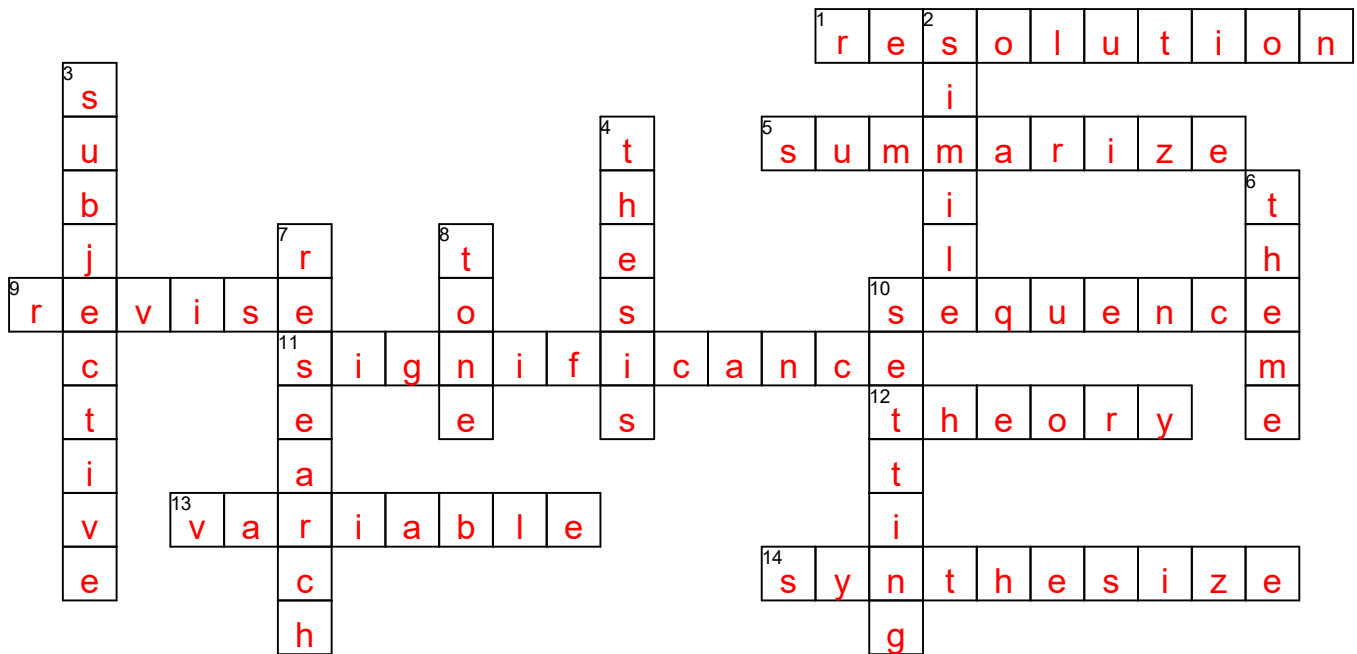 1 resolution
2 simile
3 subjective
4 thesis
5 summarize
6 theme
7 research
8 tone
9 revise
10 sequence
10 setting
11 significance
12 theory
13 variable
14 synthesize